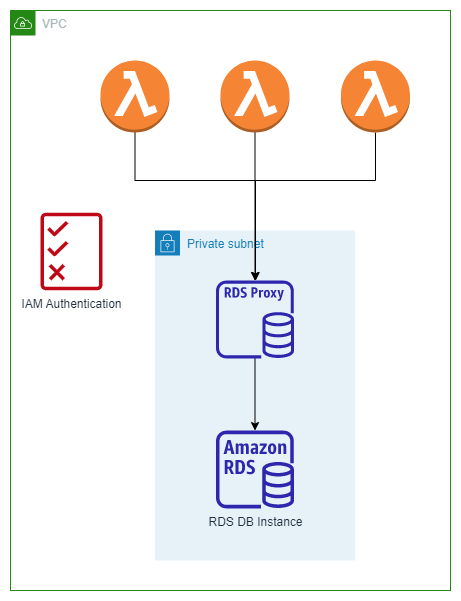 VPC
Private subnet
RDS Proxy
IAM Authentication
Amazon
RDS
RDS DB Instance